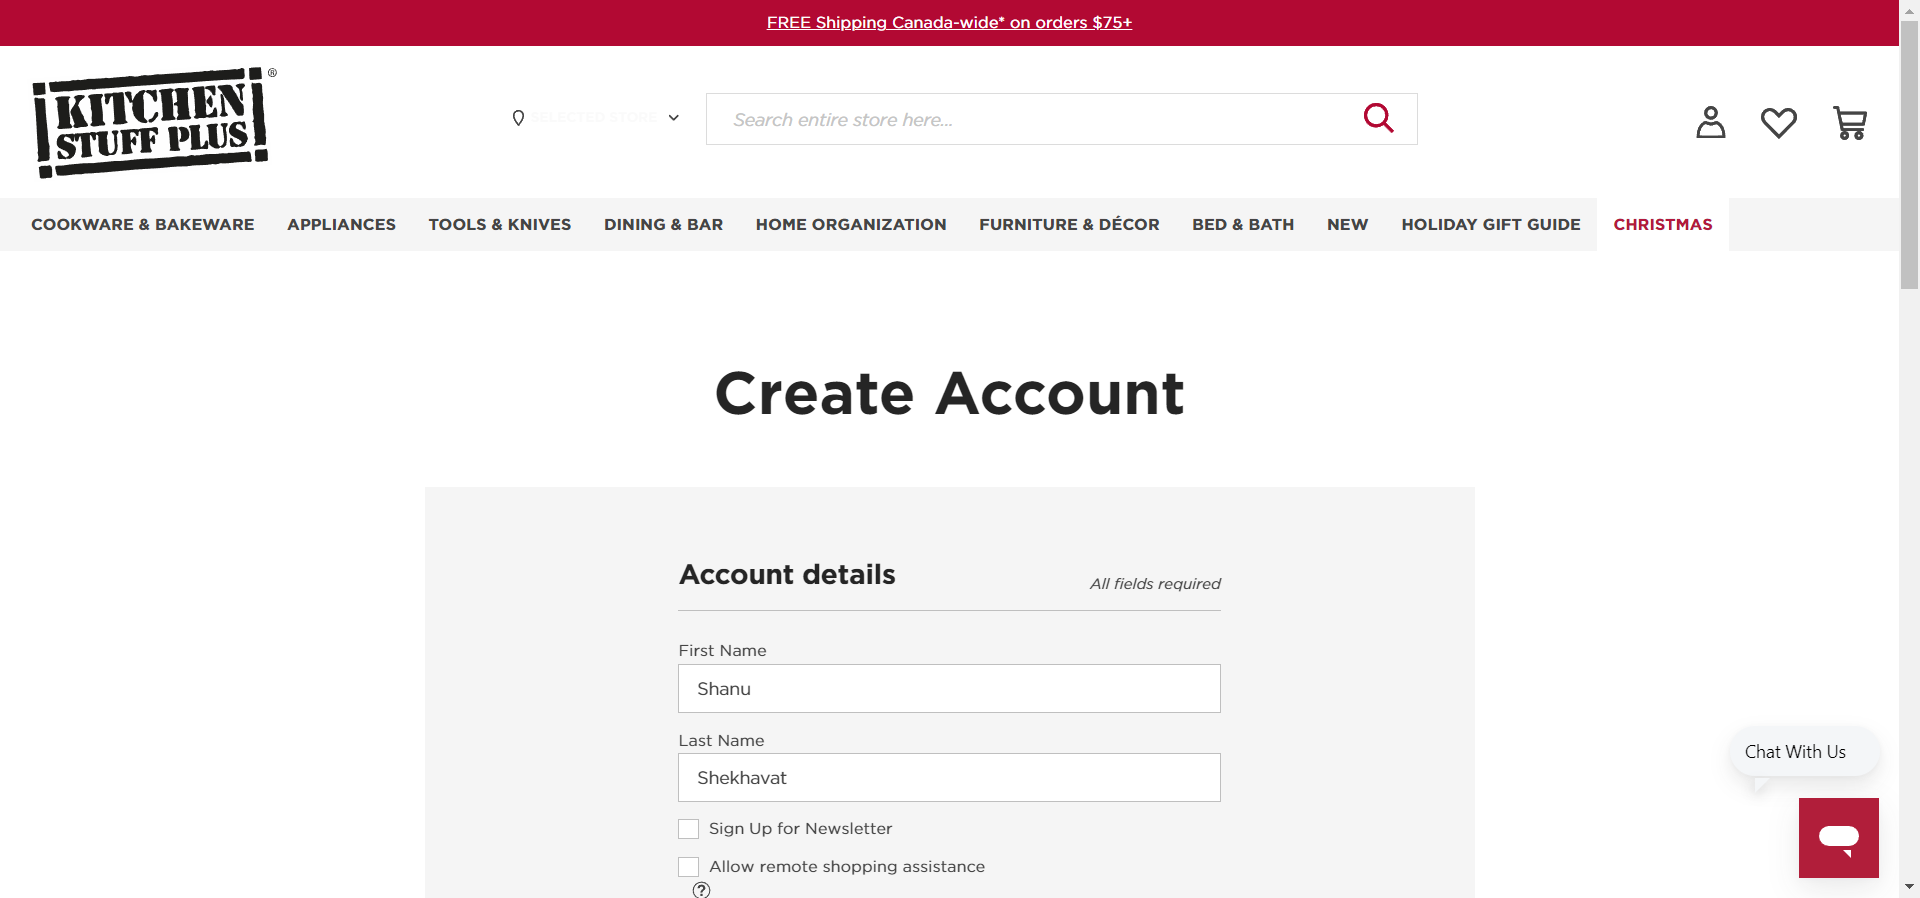 FREE Shipping Canada-wide* on orders $75+
KITCHEN ®
STUFF PLUS
SELECTED STORE
Search entire store here...
COOKWARE & BAKEWARE APPLIANCES TOOLS & KNIVES DINING & BAR HOME ORGANIZATION FURNITURE & DÉCOR BED & BATH NEW HOLIDAY GIFT GUIDE CHRISTMAS
Create Account
Account details
All fields required
First Name
Shanu
Last Name
Shekhavat
Sign Up for Newsletter
Allow remote shopping assistance
?
Chat With Us